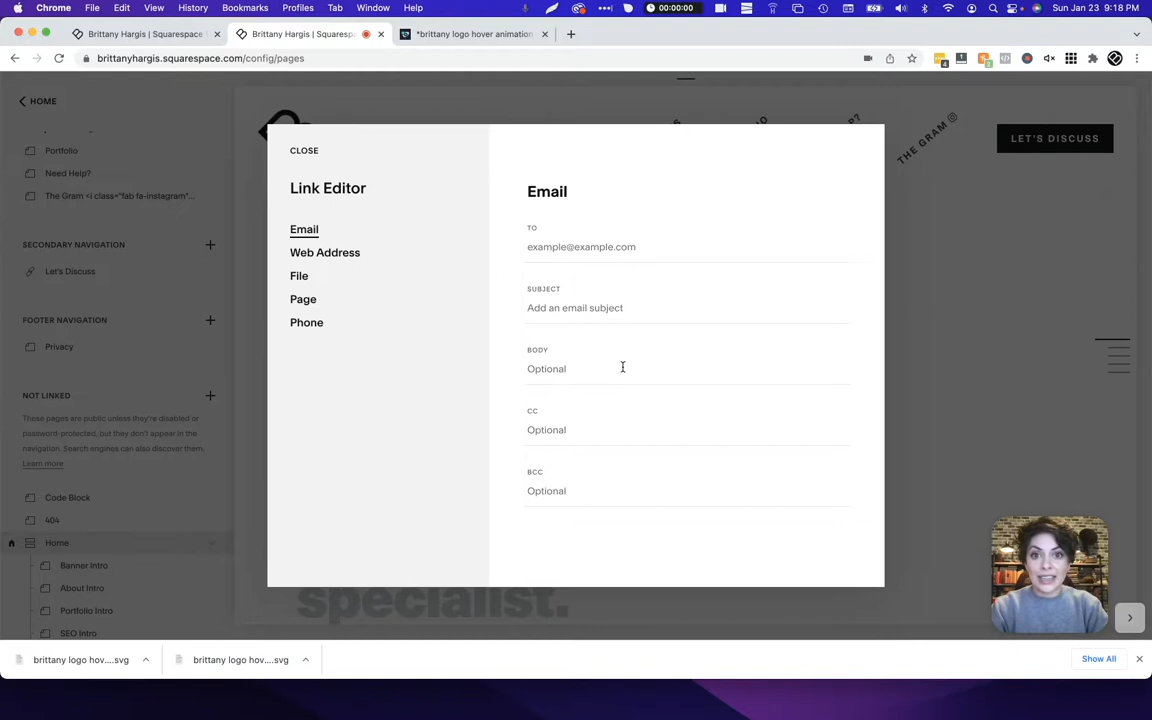 Chrome File Edit View History Bookmarks Profiles Tab Window Help 00:00:00 Sun Jan 23 9:18 PM
Brittany Hargis | Squarespace Brittany Hargis | Squaresp *brittany logo hover animation
brittanyhargis.squarespace.com/config/pages
HOME
Portfolio
Need Help?
The Gram <i class="fab fa-instagram"...
SECONDARY NAVIGATION
Let's Discuss
FOOTER NAVIGATION
Privacy
NOT LINKED
These pages are public unless they're disabled or
password-protected, but they don't appear in the
navigation. Search engines can also discover them.
Learn more
Code Block
404
Home
Banner Intro
About Intro
Portfolio Intro
SEO Intro
CLOSE
Link Editor
Email
Web Address
File
Page
Phone
Email
TO
example@example.com
SUBJECT
Add an email subject
BODY
Optional
CC
Optional
BCC
Optional
THE GRAM
LET'S DISCUSS
specialist.
brittany logo hov....svg brittany logo hov....svg Show All